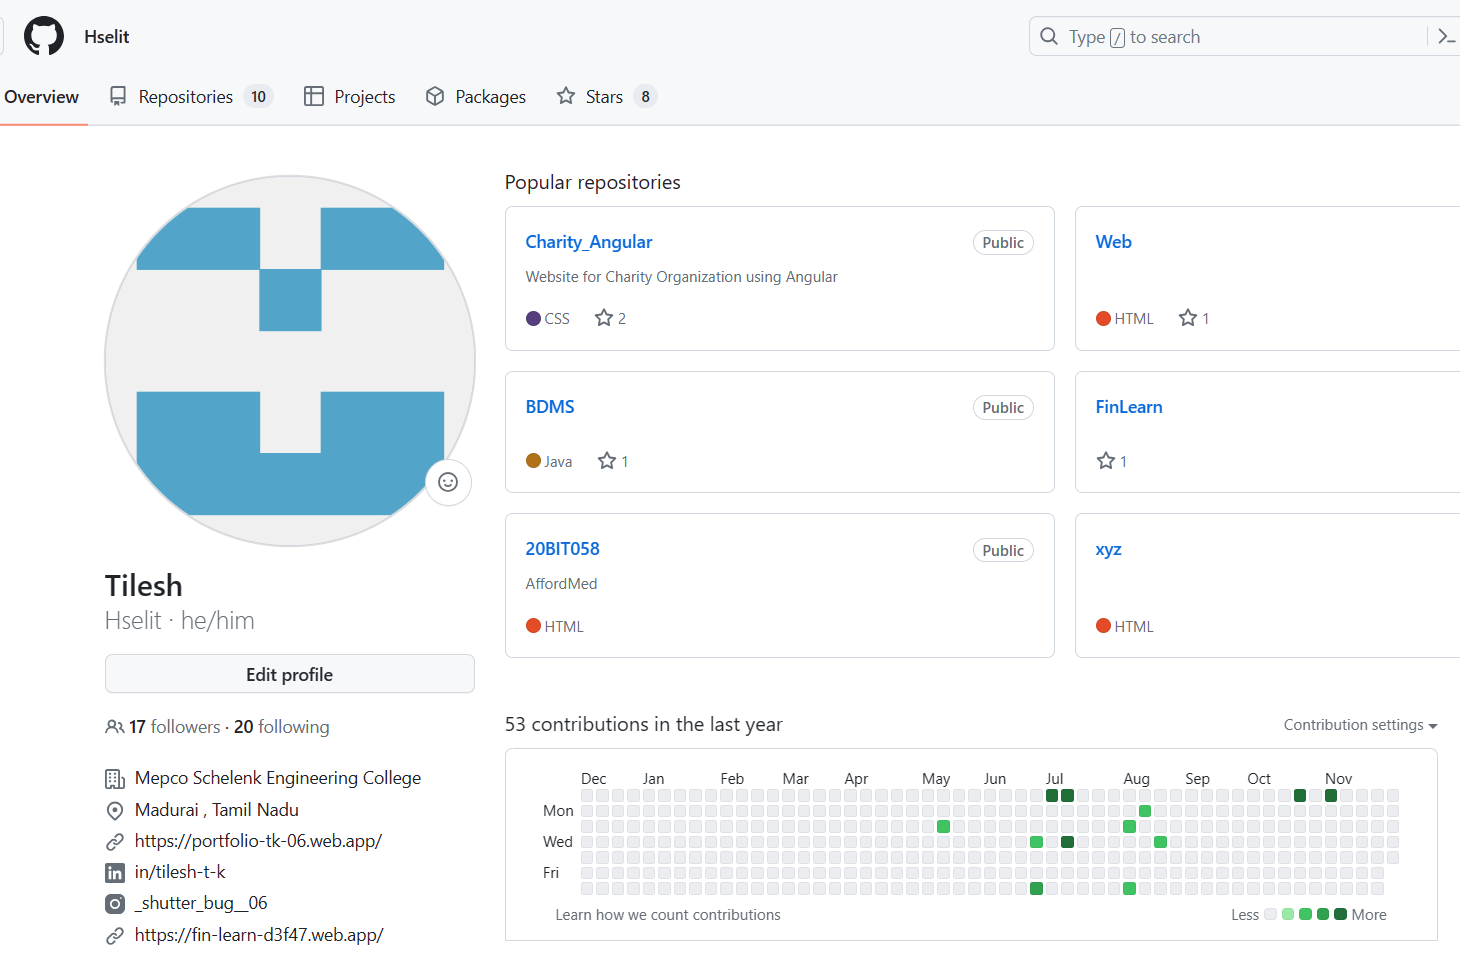 Hselit
Type / to search
Overview
Repositories 10
Projects
Packages
Stars 8
Popular repositories
Charity_Angular
Public
Website for Charity Organization using Angular
CSS 2
Web
HTML 1
BDMS
Public
Java 1
FinLearn
1
20BIT058
Public
AffordMed
HTML
xyz
HTML
Tilesh
Hselit · he/him
Edit profile
17 followers · 20 following
Mepco Schelenk Engineering College
Madurai , Tamil Nadu
https://portfolio-tk-06.web.app/
in/tilesh-t-k
_shutter_bug__06
https://fin-learn-d3f47.web.app/
53 contributions in the last year
Contribution settings
Dec Jan Feb Mar Apr May Jun Jul Aug Sep Oct Nov
Mon
Wed
Fri
Learn how we count contributions
Less More